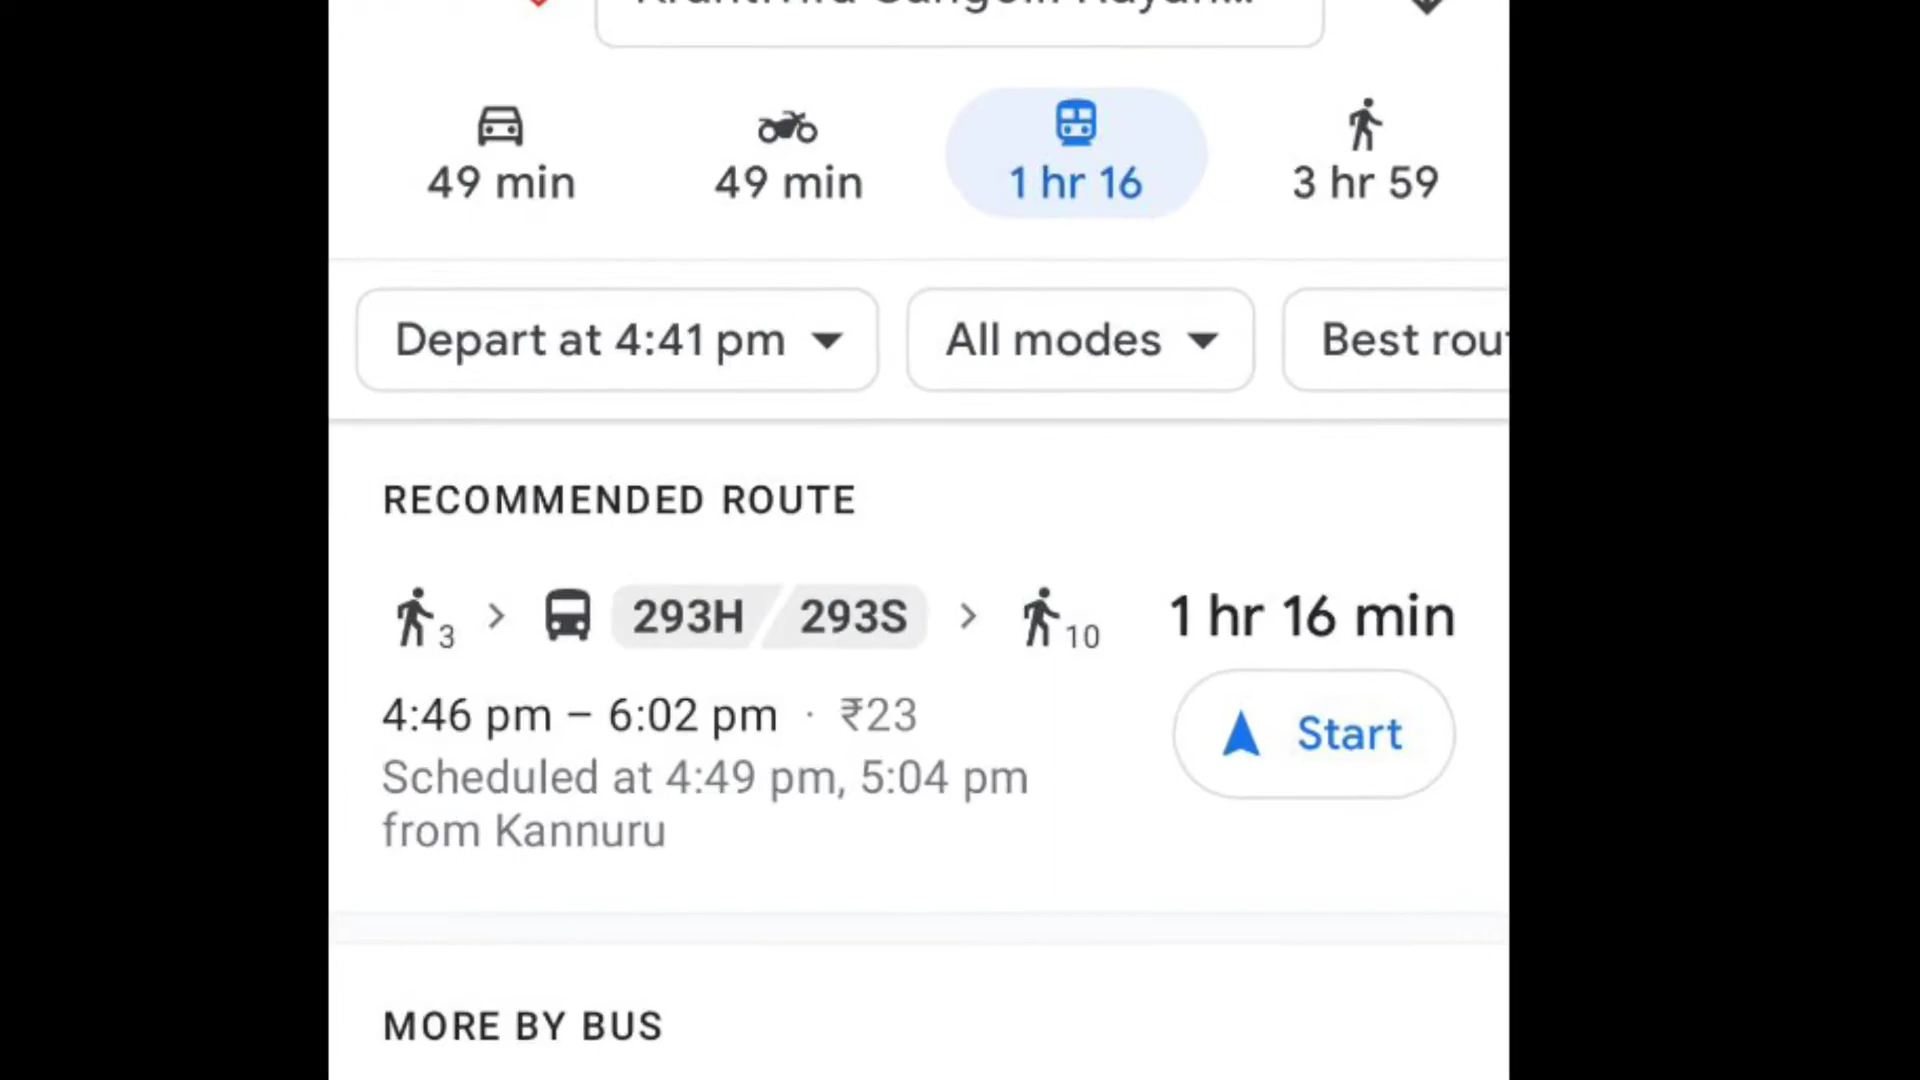 49 min 49 min 1 hr 16 3 hr 59
Depart at 4:41 pm All modes Best rou
RECOMMENDED ROUTE
3 293H 293S 10 1 hr 16 min
4:46 pm – 6:02 pm · ₹23
Start
Scheduled at 4:49 pm, 5:04 pm
from Kannuru
MORE BY BUS